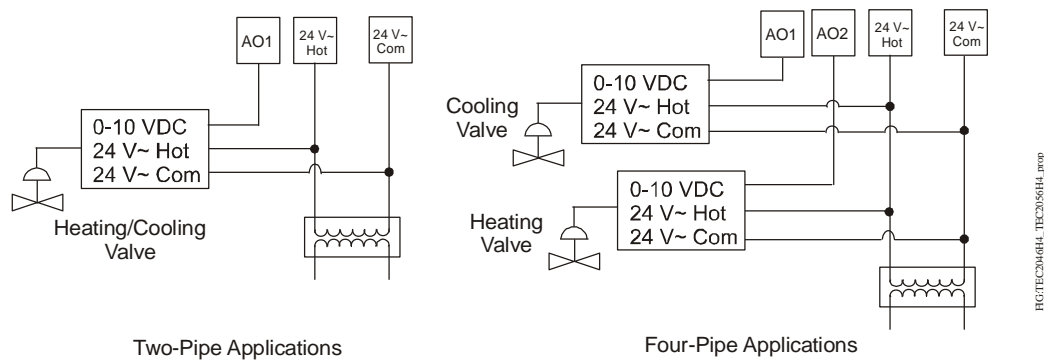 AO1
24 V~
Hot
24 V~
Com
0-10 VDC
24 V~ Hot
24 V~ Com
Heating/Cooling
Valve
Two-Pipe Applications
AO1
AO2
24 V~
Hot
24 V~
Com
Cooling
Valve
0-10 VDC
24 V~ Hot
24 V~ Com
Heating
Valve
0-10 VDC
24 V~ Hot
24 V~ Com
Four-Pipe Applications
FIG:TEC2046H4_TEC2056H4_prop